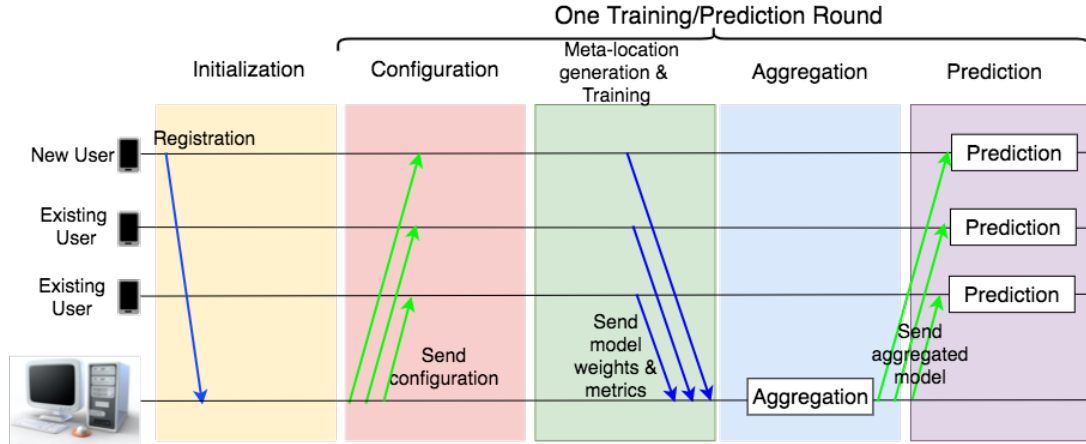 One Training/Prediction Round
Initialization
Configuration
Meta-location
generation &
Training
Aggregation
Prediction
Registration
New User
Prediction
Existing
User
Prediction
Existing
User
Prediction
Send
configuration
Send
model
weights &
metrics
Aggregation
Send
aggregated
model